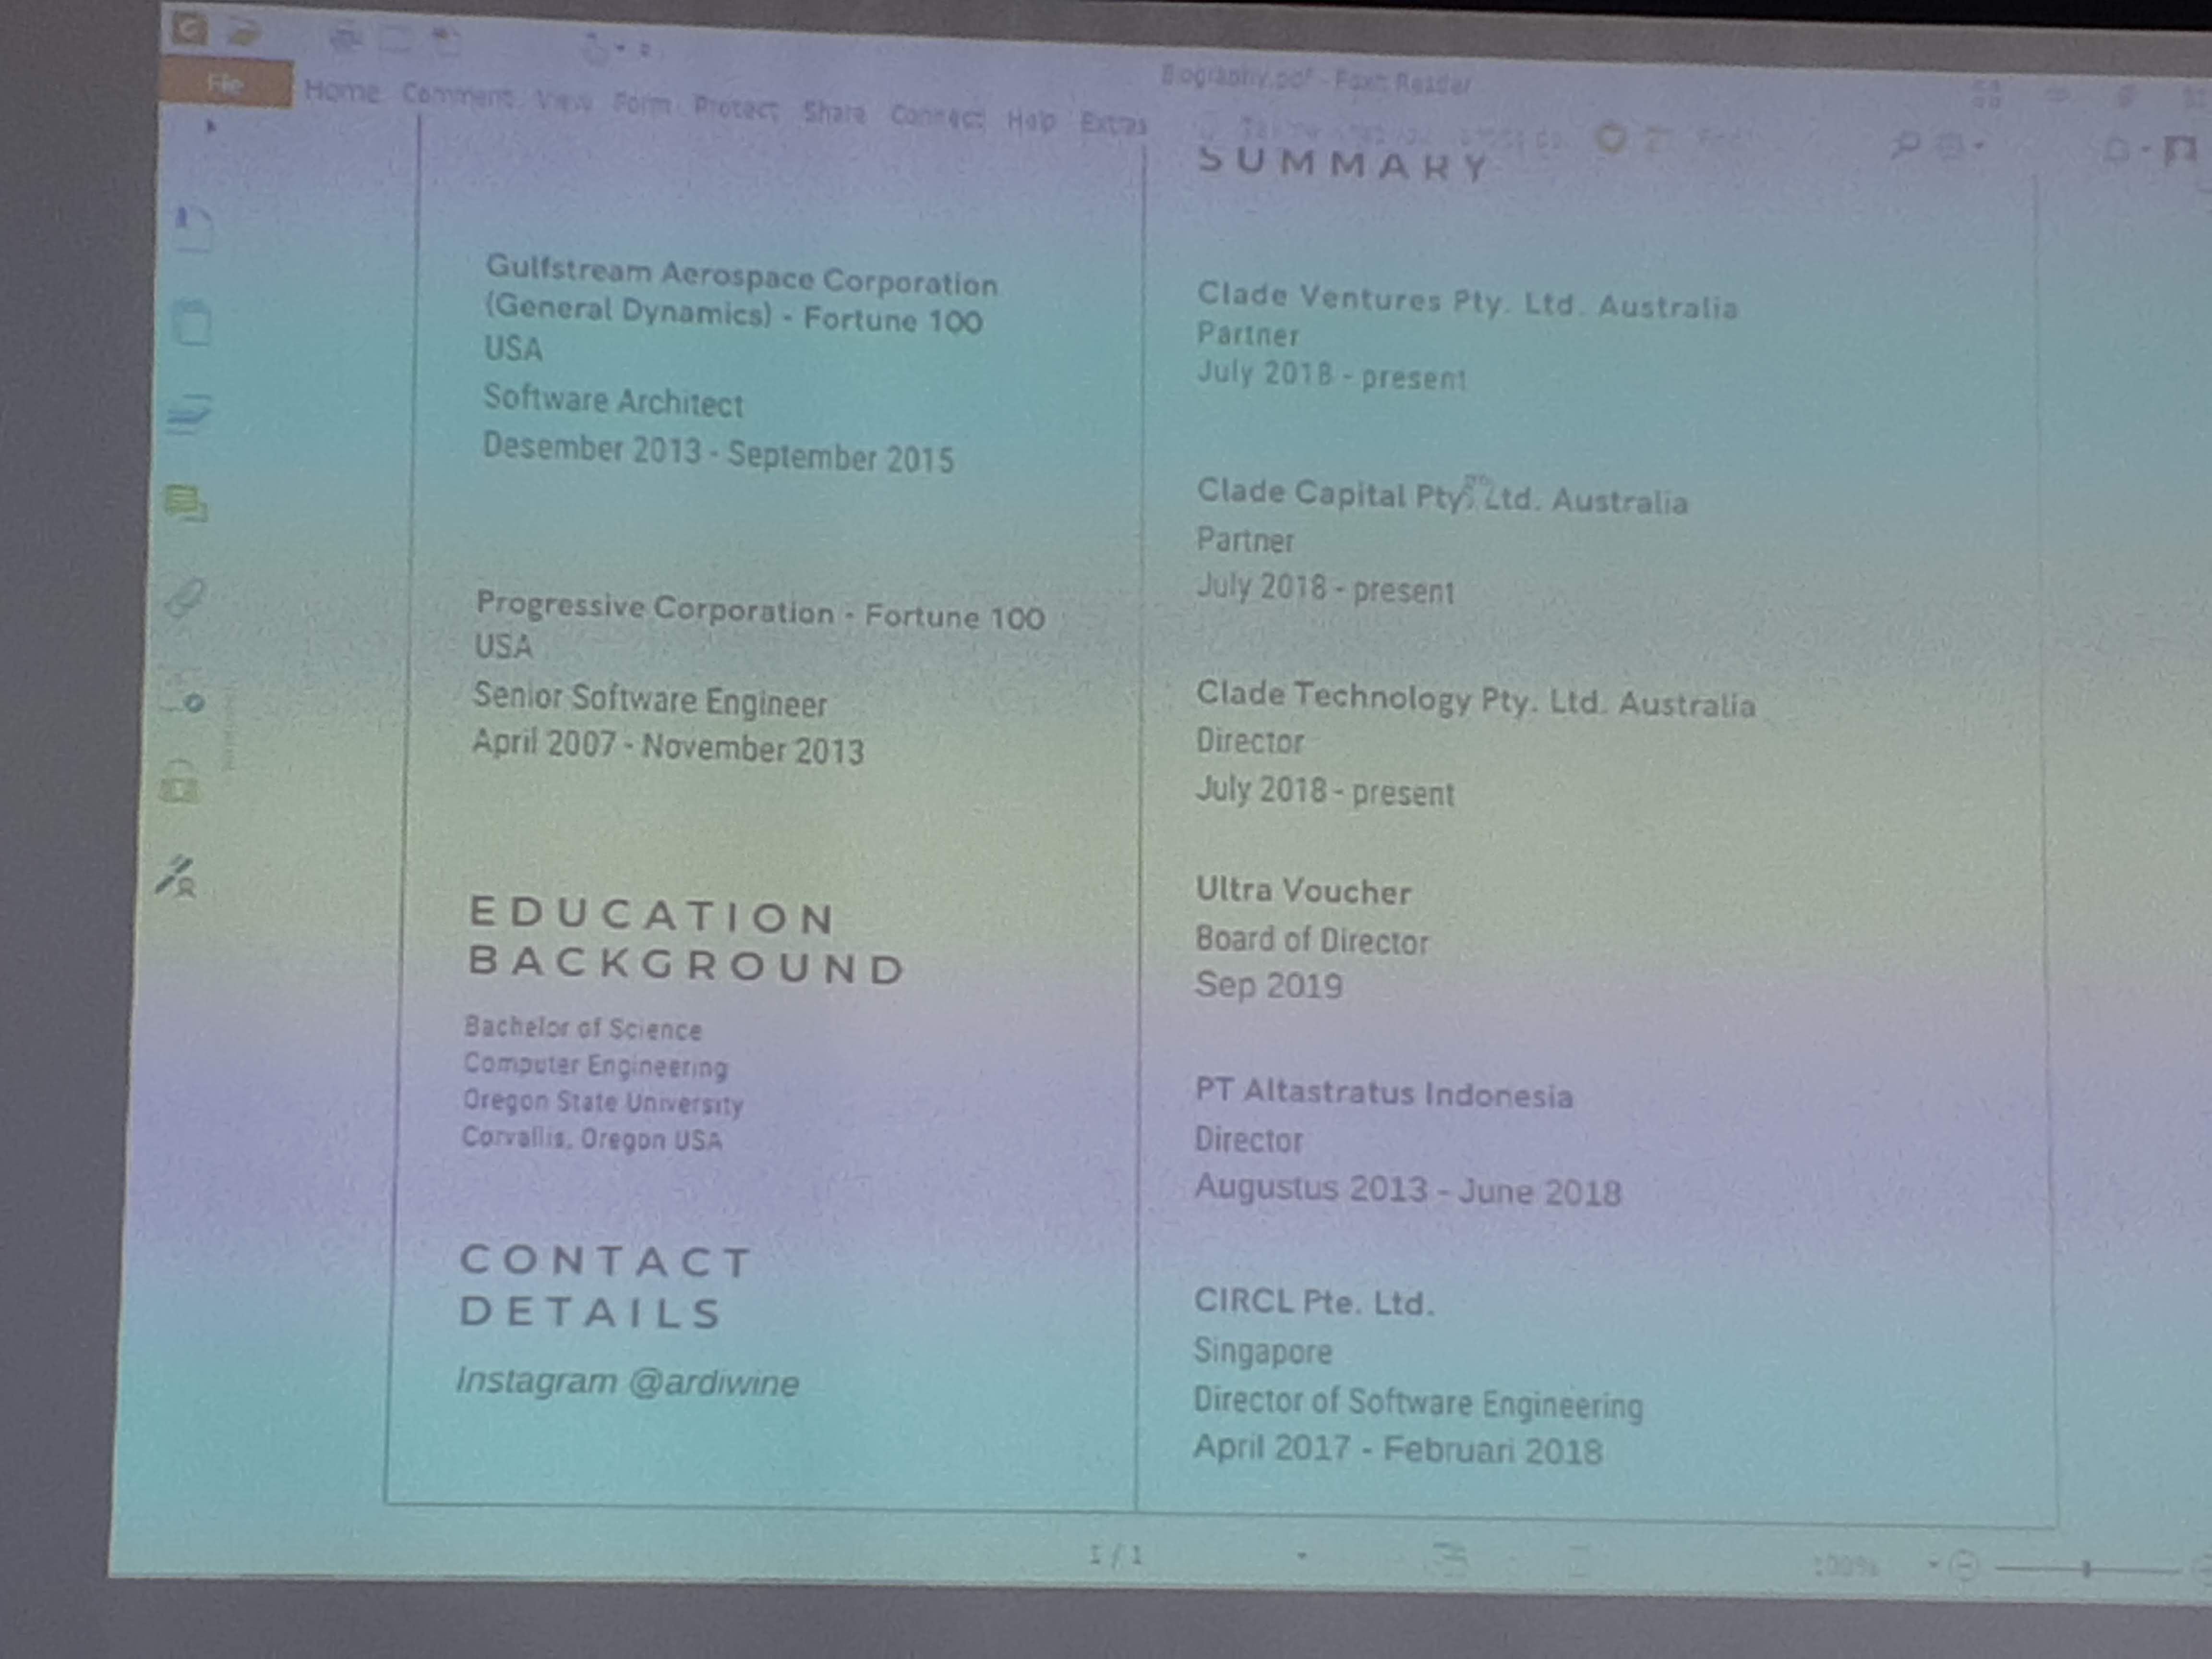 Biography.pdf - Foxit Reader
File Home Comment View Form Protect Share Connect Help Extras
Gulfstream Aerospace Corporation
(General Dynamics) - Fortune 100
USA
Software Architect
Desember 2013 - September 2015
Progressive Corporation - Fortune 100
USA
Senior Software Engineer
April 2007 - November 2013
EDUCATION
BACKGROUND
Bachelor of Science
Computer Engineering
Oregon State University
Corvallis, Oregon USA
CONTACT
DETAILS
Instagram @ardiwine
SUMMARY
Clade Ventures Pty. Ltd. Australia
Partner
July 2018 - present
Clade Capital Pty. Ltd. Australia
Partner
July 2018 - present
Clade Technology Pty. Ltd. Australia
Director
July 2018 - present
Ultra Voucher
Board of Director
Sep 2019
PT Altastratus Indonesia
Director
Augustus 2013 - June 2018
CIRCL Pte. Ltd.
Singapore
Director of Software Engineering
April 2017 - Februari 2018
1 / 1
100%